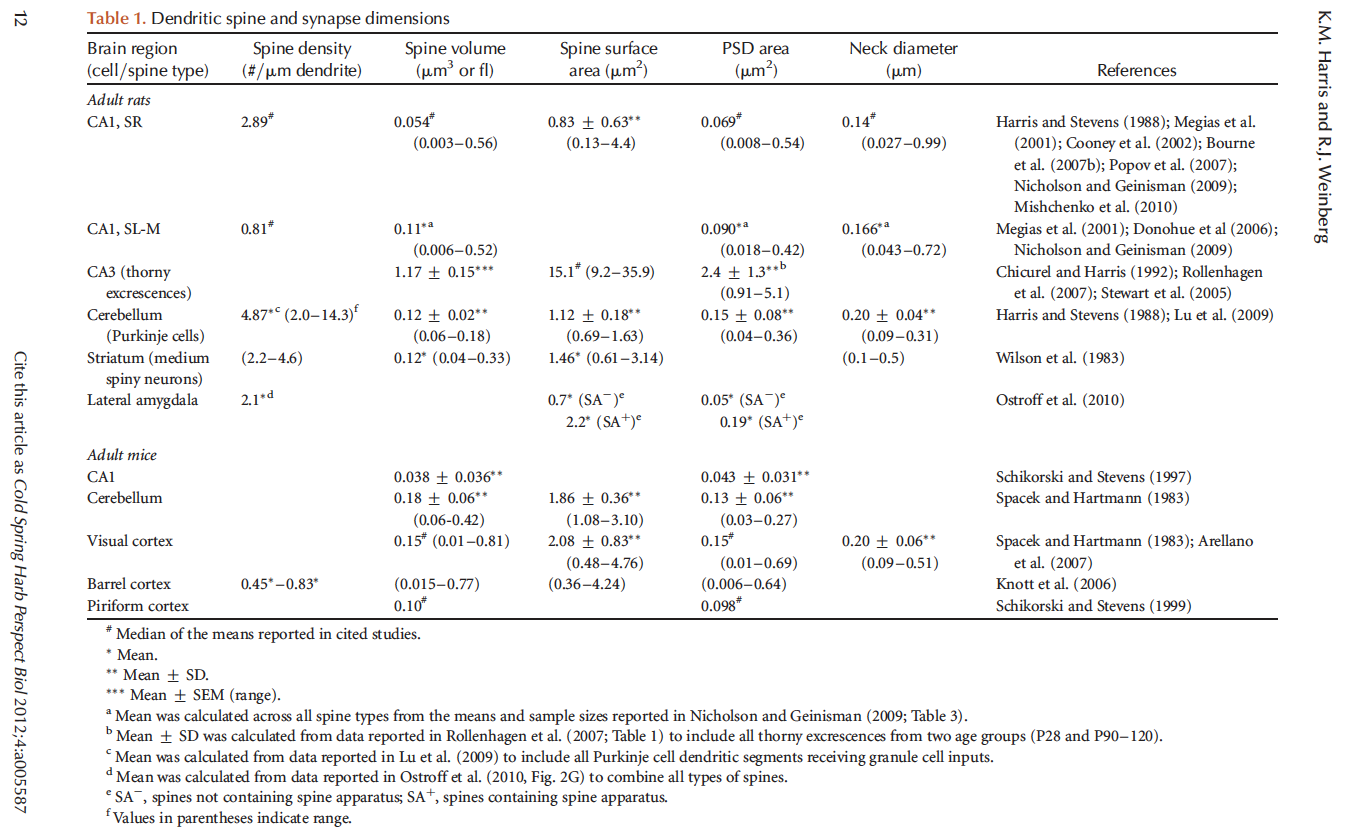 12
K.M. Harris and R.J. Weinberg
Cite this article as Cold Spring Harb Perspect Biol 2012;4:a005587
Table 1. Dendritic spine and synapse dimensions
Brain region (cell/spine type) Spine density (#/μm dendrite) Spine volume (μm³ or fl) Spine surface area (μm²) PSD area (μm²) Neck diameter (μm) References
Adult rats
CA1, SR 2.89# 0.054# 0.83 ± 0.63** 0.069# 0.14# Harris and Stevens (1988); Megias et al.
(0.003–0.56) (0.13–4.4) (0.008–0.54) (0.027–0.99) (2001); Cooney et al. (2002); Bourne
et al. (2007b); Popov et al. (2007);
Nicholson and Geinisman (2009);
Mishchenko et al. (2010)
CA1, SL-M 0.81# 0.11*a 0.090*a 0.166*a Megias et al. (2001); Donohue et al (2006);
(0.006–0.52) (0.018–0.42) (0.043–0.72) Nicholson and Geinisman (2009)
CA3 (thorny 1.17 ± 0.15*** 15.1# (9.2–35.9) 2.4 ± 1.3**b Chicurel and Harris (1992); Rollenhagen
excrescences) (0.91–5.1) et al. (2007); Stewart et al. (2005)
Cerebellum 4.87*c (2.0–14.3)f 0.12 ± 0.02** 1.12 ± 0.18** 0.15 ± 0.08** 0.20 ± 0.04** Harris and Stevens (1988); Lu et al. (2009)
(Purkinje cells) (0.06–0.18) (0.69–1.63) (0.04–0.36) (0.09–0.31)
Striatum (medium (2.2–4.6) 0.12* (0.04–0.33) 1.46* (0.61–3.14) (0.1–0.5) Wilson et al. (1983)
spiny neurons)
Lateral amygdala 2.1*d 0.7* (SA⁻)e 0.05* (SA⁻)e Ostroff et al. (2010)
2.2* (SA⁺)e 0.19* (SA⁺)e
Adult mice
CA1 0.038 ± 0.036** 0.043 ± 0.031** Schikorski and Stevens (1997)
Cerebellum 0.18 ± 0.06** 1.86 ± 0.36** 0.13 ± 0.06** Spacek and Hartmann (1983)
(0.06-0.42) (1.08–3.10) (0.03–0.27)
Visual cortex 0.15# (0.01–0.81) 2.08 ± 0.83** 0.15# 0.20 ± 0.06** Spacek and Hartmann (1983); Arellano
(0.48–4.76) (0.01–0.69) (0.09–0.51) et al. (2007)
Barrel cortex 0.45*–0.83* (0.015–0.77) (0.36–4.24) (0.006–0.64) Knott et al. (2006)
Piriform cortex 0.10# 0.098# Schikorski and Stevens (1999)
# Median of the means reported in cited studies.
* Mean.
** Mean ± SD.
*** Mean ± SEM (range).
a Mean was calculated across all spine types from the means and sample sizes reported in Nicholson and Geinisman (2009; Table 3).
b Mean ± SD was calculated from data reported in Rollenhagen et al. (2007; Table 1) to include all thorny excrescences from two age groups (P28 and P90–120).
c Mean was calculated from data reported in Lu et al. (2009) to include all Purkinje cell dendritic segments receiving granule cell inputs.
d Mean was calculated from data reported in Ostroff et al. (2010, Fig. 2G) to combine all types of spines.
e SA⁻, spines not containing spine apparatus; SA⁺, spines containing spine apparatus.
f Values in parentheses indicate range.